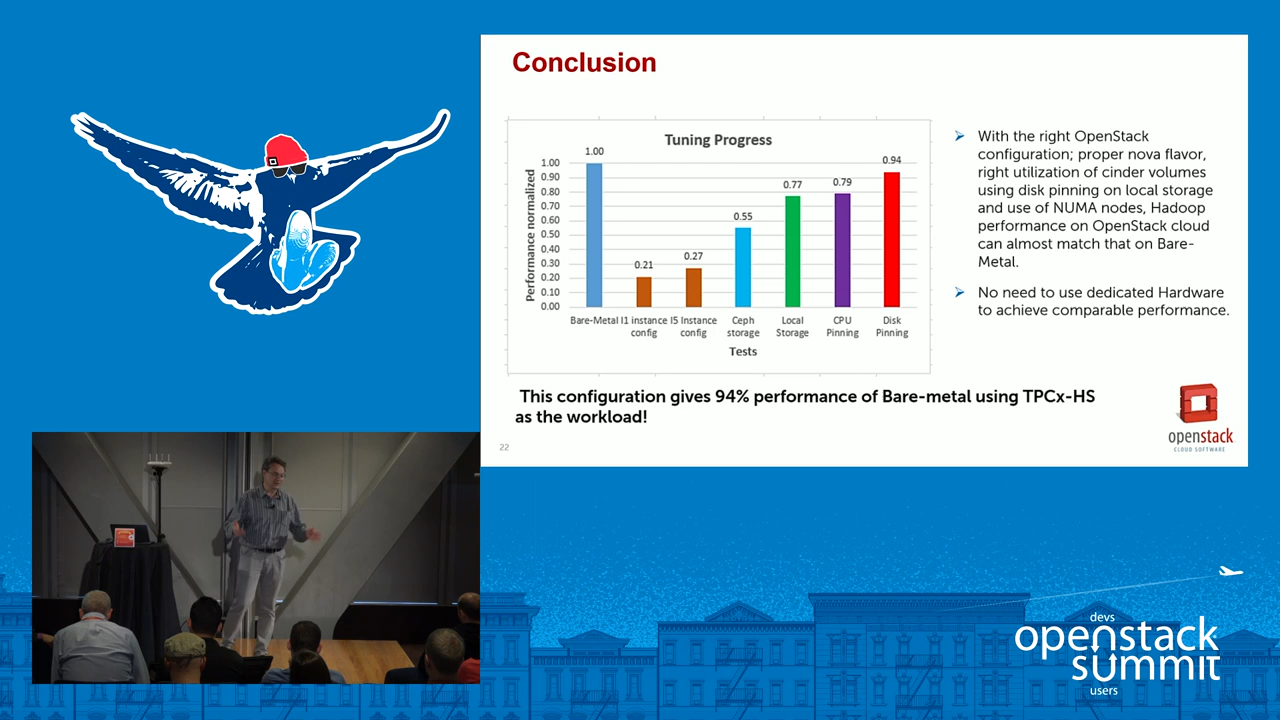 Conclusion
Tuning Progress
Performance normalized
1.00
0.90
0.80
0.70
0.60
0.50
0.40
0.30
0.20
0.10
0.00
1.00
0.21
0.27
0.55
0.77
0.79
0.94
Bare-Metal
I1 instance
config
I5 Instance
config
Ceph
storage
Local
Storage
CPU
Pinning
Disk
Pinning
Tests
With the right OpenStack
configuration; proper nova flavor,
right utilization of cinder volumes
using disk pinning on local storage
and use of NUMA nodes, Hadoop
performance on OpenStack cloud
can almost match that on Bare-
Metal.
No need to use dedicated Hardware
to achieve comparable performance.
This configuration gives 94% performance of Bare-metal using TPCx-HS
as the workload!
22
openstack
CLOUD SOFTWARE
devs
openstack
summit
users